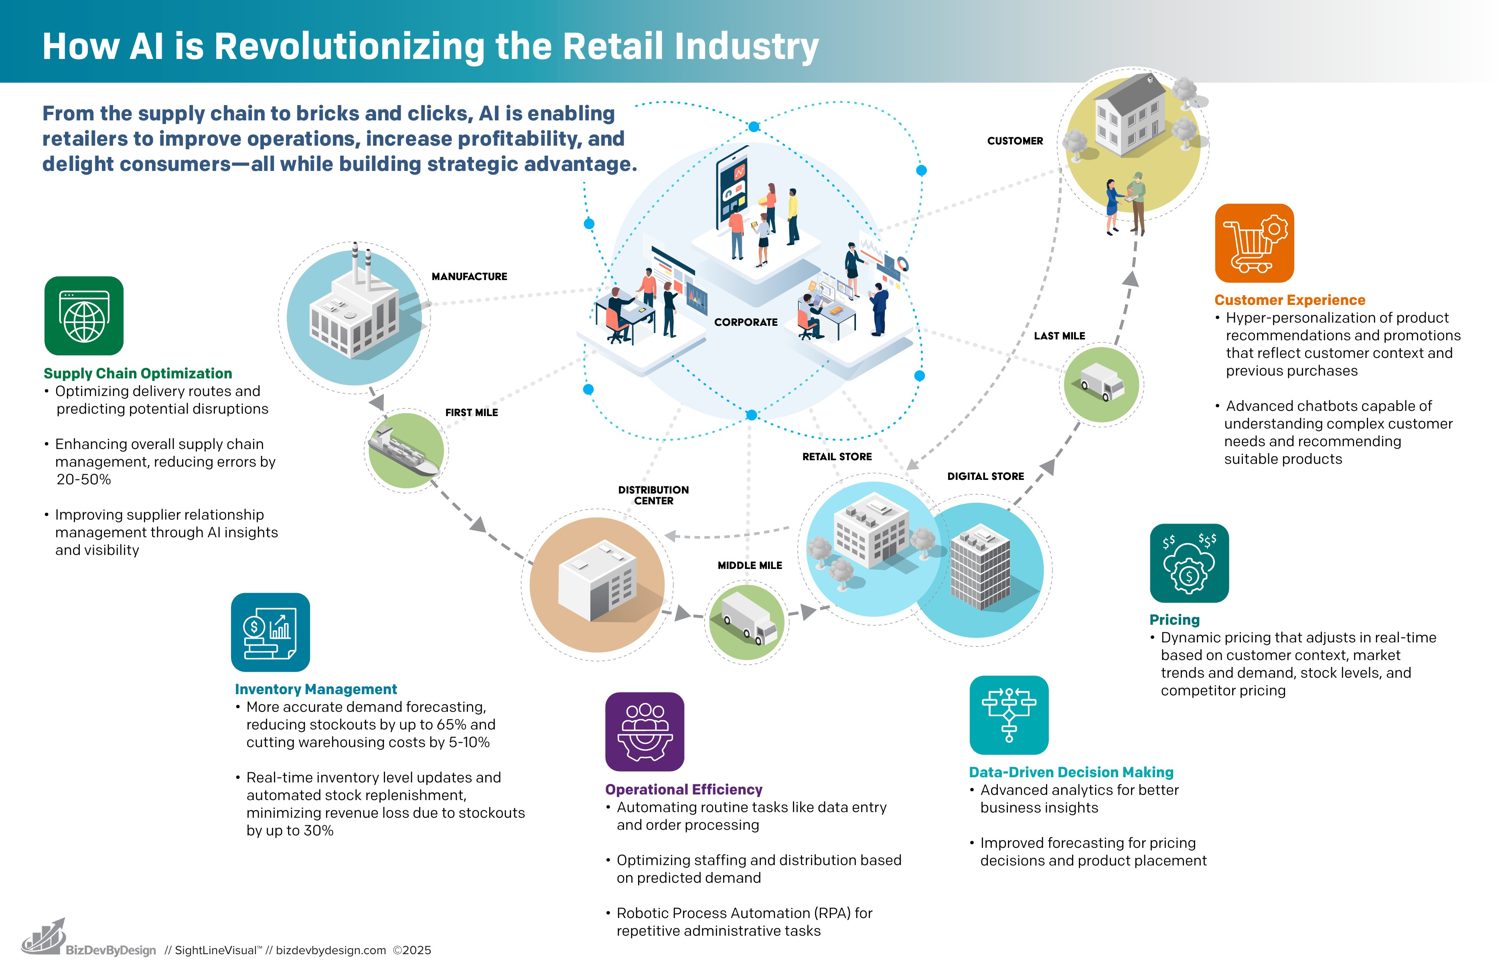 How AI is Revolutionizing the Retail Industry
From the supply chain to bricks and clicks, AI is enabling
retailers to improve operations, increase profitability, and
delight consumers—all while building strategic advantage.
CUSTOMER
MANUFACTURE
CORPORATE
LAST MILE
FIRST MILE
RETAIL STORE
DIGITAL STORE
DISTRIBUTION
CENTER
MIDDLE MILE
Supply Chain Optimization
• Optimizing delivery routes and
predicting potential disruptions
• Enhancing overall supply chain
management, reducing errors by
20-50%
• Improving supplier relationship
management through AI insights
and visibility
Customer Experience
• Hyper-personalization of product
recommendations and promotions
that reflect customer context and
previous purchases
• Advanced chatbots capable of
understanding complex customer
needs and recommending
suitable products
$$ $$$
$
Pricing
• Dynamic pricing that adjusts in real-time
based on customer context, market
trends and demand, stock levels, and
competitor pricing
$
Inventory Management
• More accurate demand forecasting,
reducing stockouts by up to 65% and
cutting warehousing costs by 5-10%
• Real-time inventory level updates and
automated stock replenishment,
minimizing revenue loss due to stockouts
by up to 30%
Operational Efficiency
• Automating routine tasks like data entry
and order processing
• Optimizing staffing and distribution based
on predicted demand
• Robotic Process Automation (RPA) for
repetitive administrative tasks
Data-Driven Decision Making
• Advanced analytics for better
business insights
• Improved forecasting for pricing
decisions and product placement
BizDevByDesign // SightLineVisual™ // bizdevbydesign.com ©2025